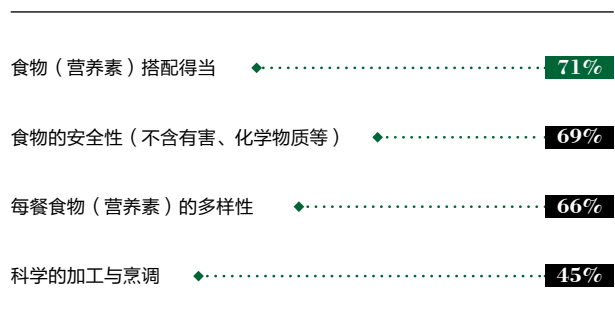 食物（营养素）搭配得当 71%
食物的安全性（不含有害、化学物质等） 69%
每餐食物（营养素）的多样性 66%
科学的加工与烹调 45%